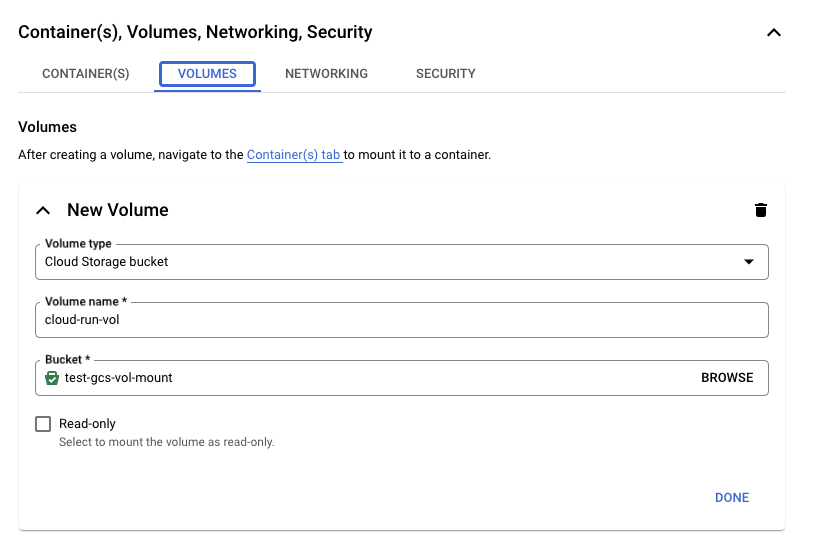 Container(s), Volumes, Networking, Security
CONTAINER(S) VOLUMES NETWORKING SECURITY
Volumes
After creating a volume, navigate to the Container(s) tab to mount it to a container.
New Volume
Volume type
Cloud Storage bucket
Volume name *
cloud-run-vol
Bucket *
test-gcs-vol-mount BROWSE
Read-only
Select to mount the volume as read-only.
DONE